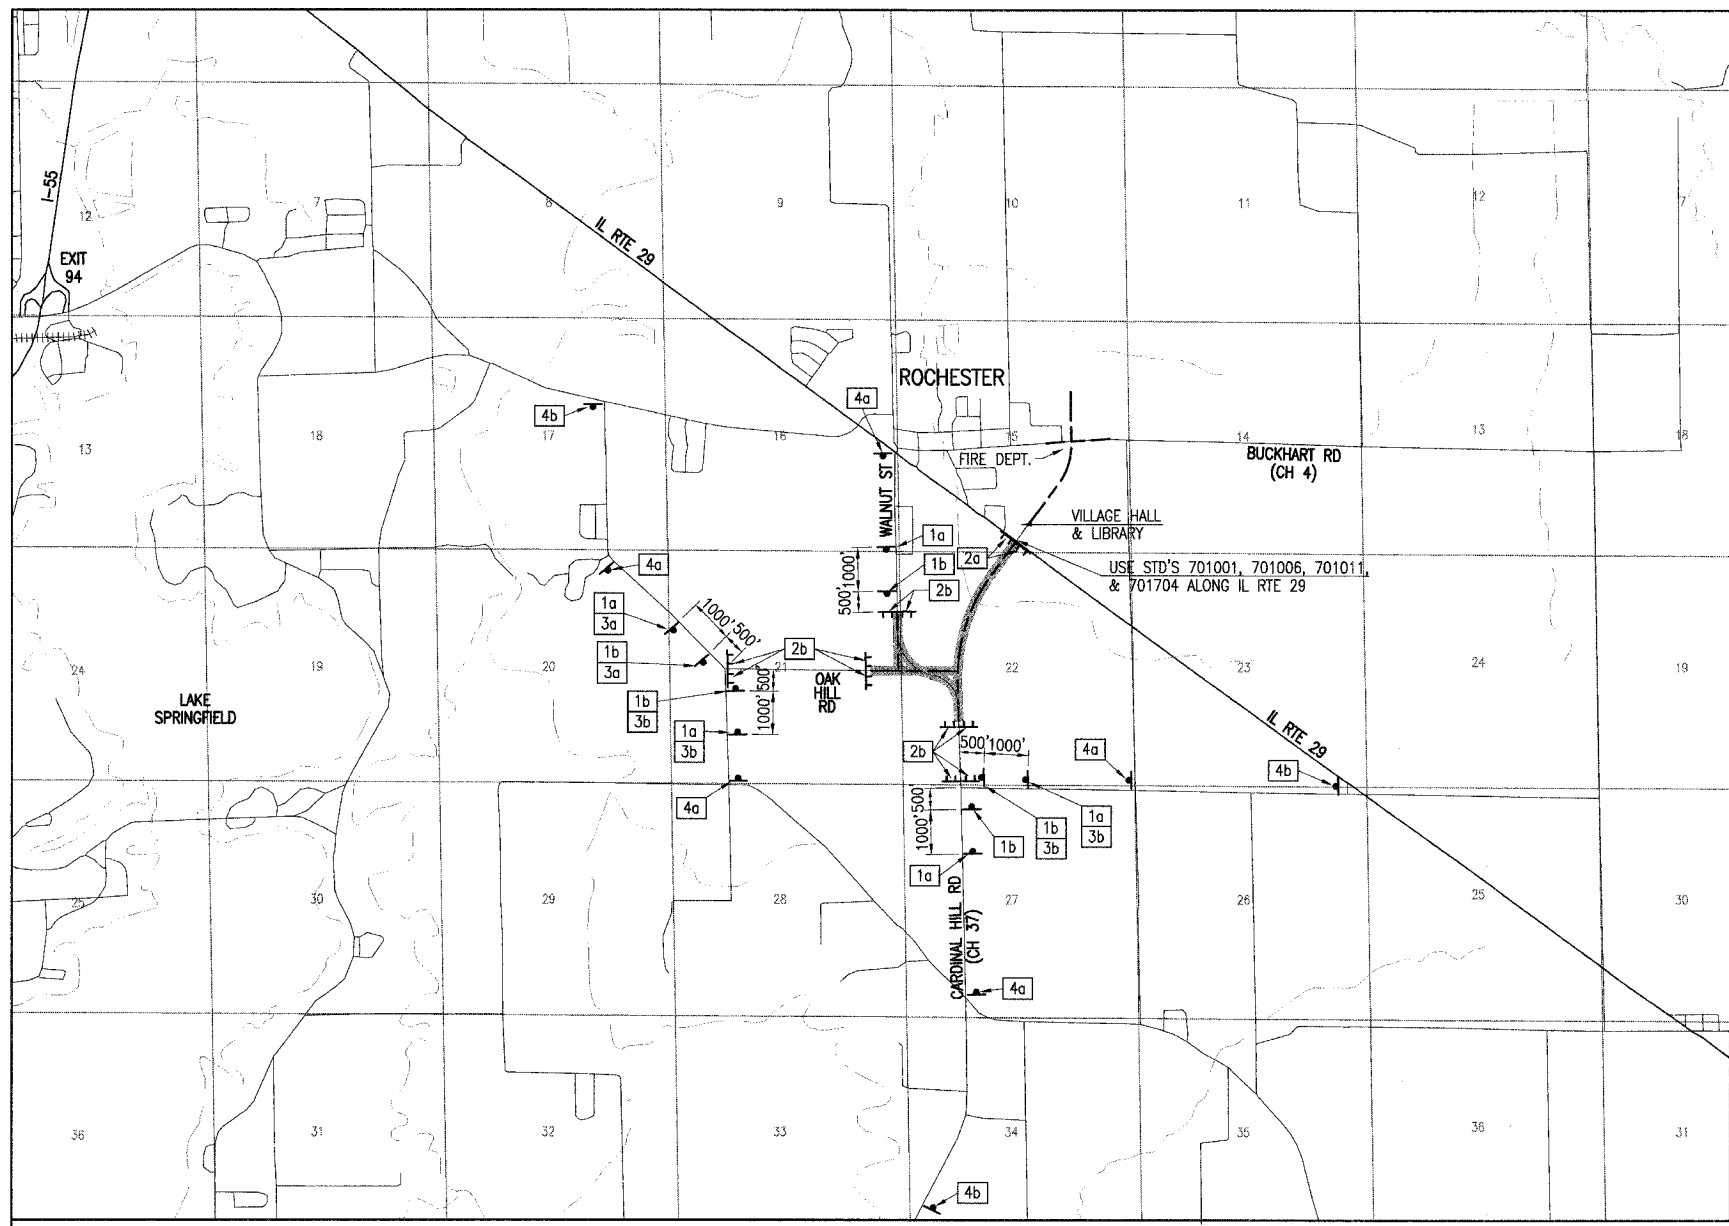 I-55
12
7
8
9
10
11
12
7
IL RTE 29
EXIT
94
ROCHESTER
4b
4a
13
18
17
16
15
14
13
18
FIRE DEPT.
BUCKHART RD
(CH 4)
WALNUT ST
VILLAGE HALL
& LIBRARY
1a
2a
USE STD'S 701001, 701006, 701011,
& 701704 ALONG IL RTE 29
4a
1000'
1b
500'
2b
1a
3a
1000'
500'
1b
3a
2b
24
19
20
21
22
23
24
19
OAK
HILL
RD
LAKE
SPRINGFIELD
1b
3b
500'
1000'
1a
3b
2b
500'
1000'
4a
IL RTE 29
4b
4a
500'
1000'
1b
1b
3b
1a
3b
1a
25
30
29
28
27
26
25
30
CARDINAL HILL RD
(CH 37)
4a
36
31
32
33
34
35
36
31
4b